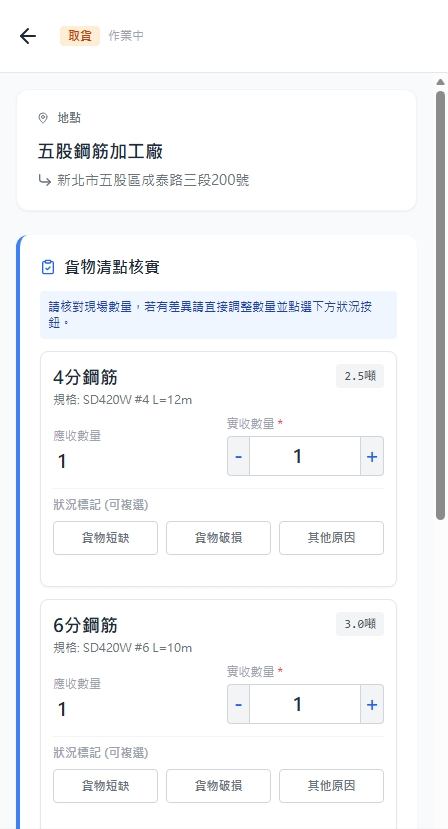 取貨 作業中
地點
五股鋼筋加工廠
新北市五股區成泰路三段200號
貨物清點核實
請核對現場數量，若有差異請直接調整數量並點選下方狀況按
鈕。
4分鋼筋
2.5噸
規格: SD420W #4 L=12m
應收數量
實收數量 *
1
- 1 +
狀況標記 (可複選)
貨物短缺 貨物破損 其他原因
6分鋼筋
3.0噸
規格: SD420W #6 L=10m
應收數量
實收數量 *
1
- 1 +
狀況標記 (可複選)
貨物短缺 貨物破損 其他原因